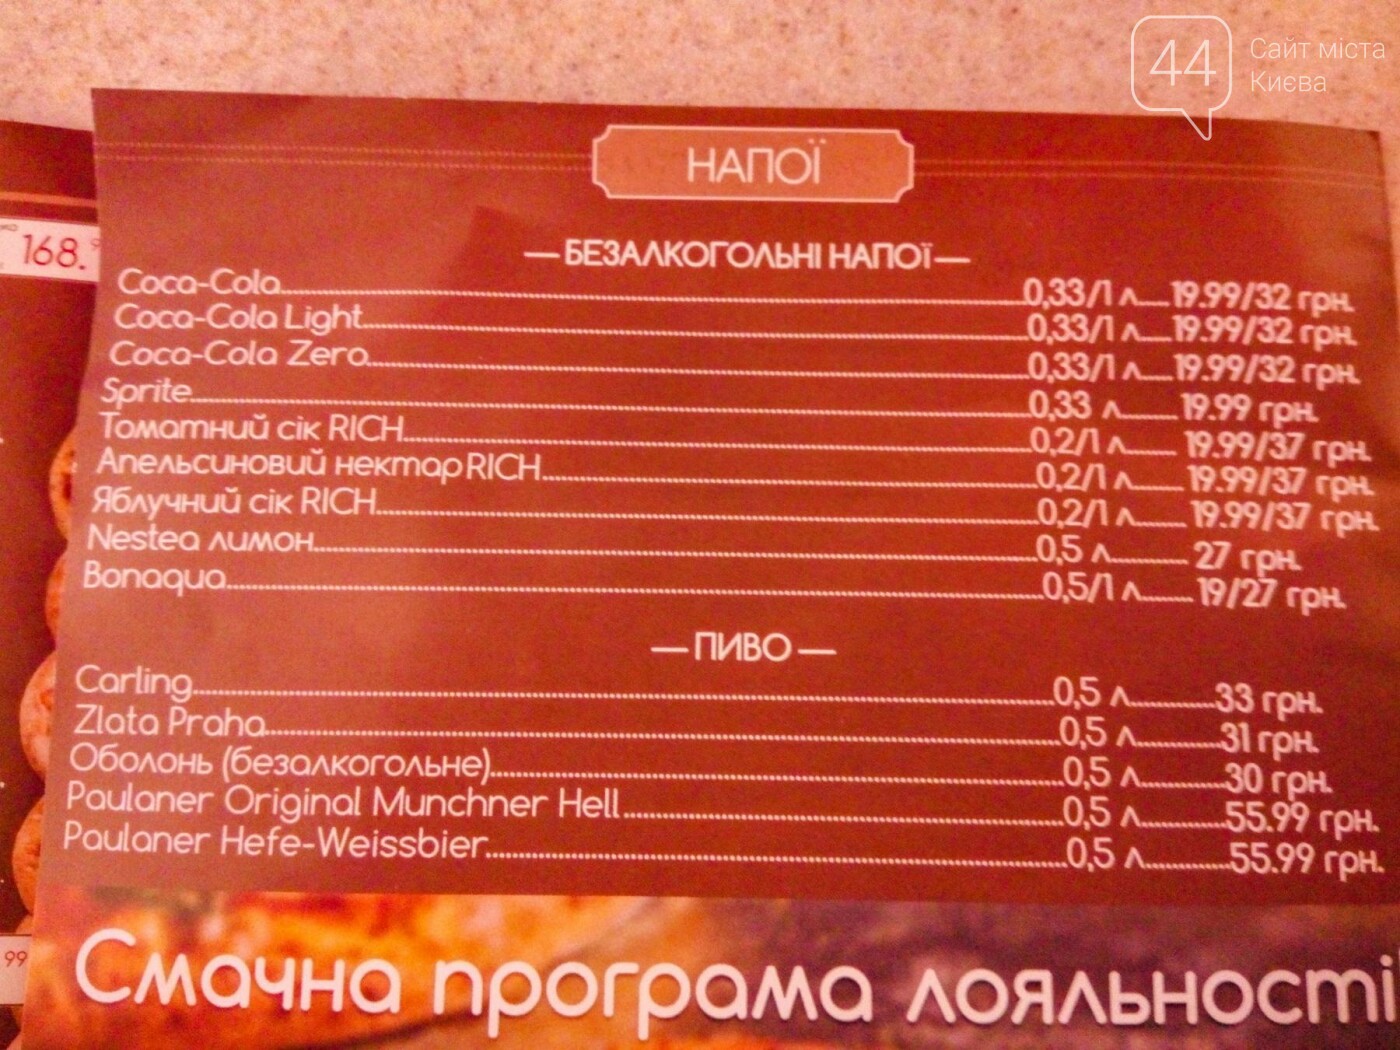 44 Сайт міста
Києва
НАПОЇ
168.
— БЕЗАЛКОГОЛЬНІ НАПОЇ —
Coca-Cola 0,33/1 л 19.99/32 грн.
Coca-Cola Light 0,33/1 л 19.99/32 грн.
Coca-Cola Zero 0,33/1 л 19.99/32 грн.
Sprite 0,33 л 19.99 грн.
Томатний сік RICH 0,2/1 л 19.99/37 грн.
Апельсиновий нектар RICH 0,2/1 л 19.99/37 грн.
Яблучний сік RICH 0,2/1 л 19.99/37 грн.
Nestea лимон 0,5 л 27 грн.
Bonaqua 0,5/1 л 19/27 грн.
— ПИВО —
Carling 0,5 л 33 грн.
Zlata Praha 0,5 л 31 грн.
Оболонь (безалкогольне) 0,5 л 30 грн.
Paulaner Original Munchner Hell 0,5 л 55.99 грн.
Paulaner Hefe-Weissbier 0,5 л 55.99 грн.
99
Смачна програма лояльності